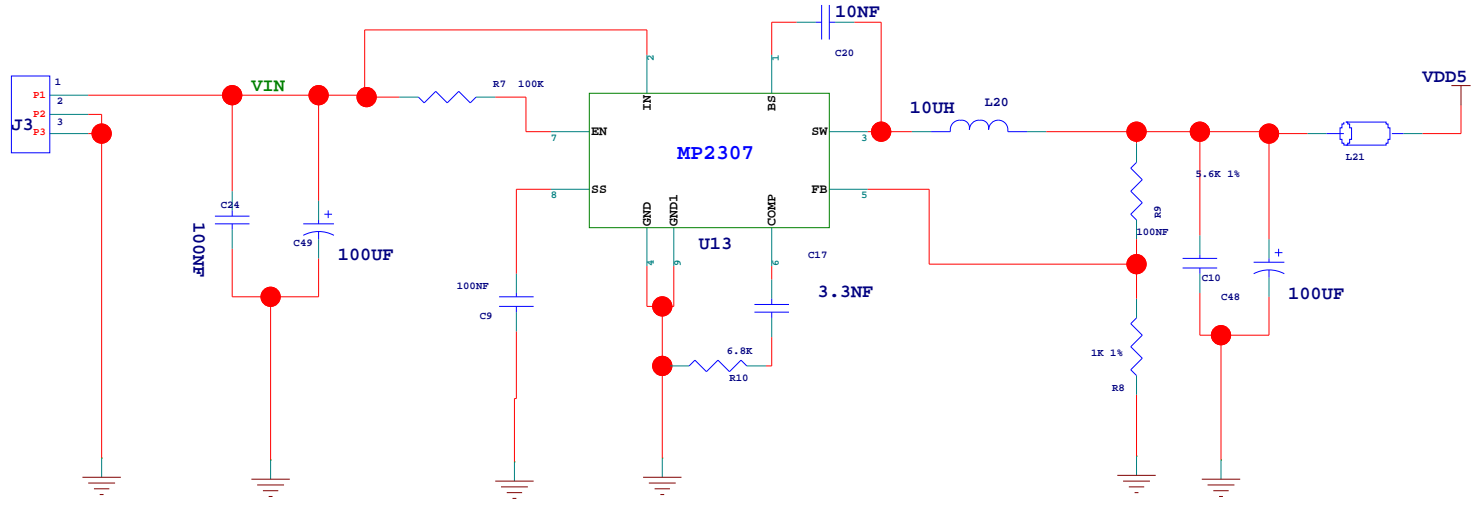 10NF
C20
VDD5
VIN
R7 100K
1
P1
2
P2
3
P3
J3
2
1
IN
BS
10UH
L20
EN
7
SW
3
MP2307
L21
SS
8
FB
5
5.6K 1%
R9
100NF
C24
100NF
C49
100UF
GND
GND1
COMP
U13
4
9
6
C17
3.3NF
100NF
C9
C10
C48
100UF
6.8K
R10
1K 1%
R8
+
+